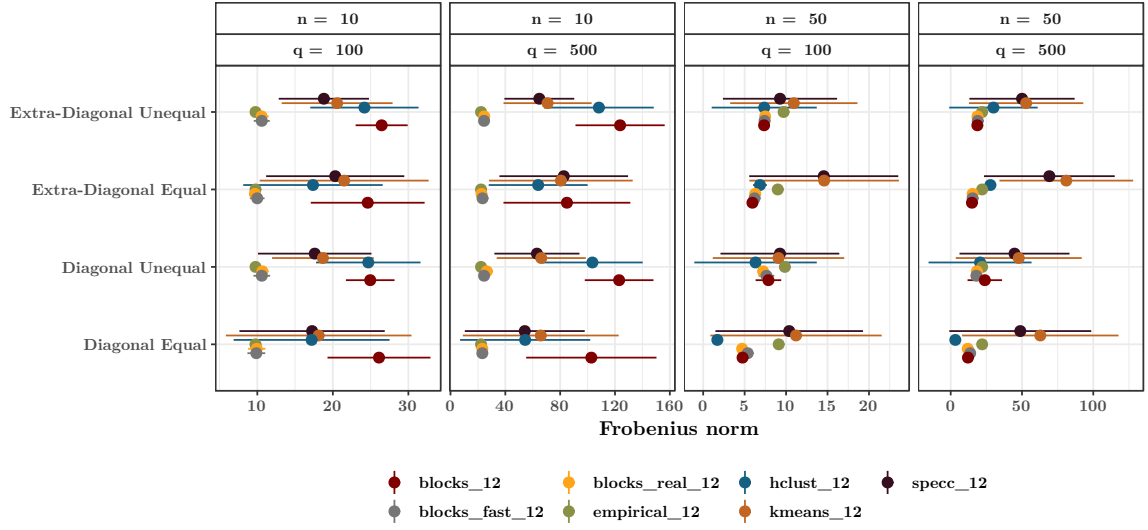 n = 10
n = 10
n = 50
n = 50
q = 100
q = 500
q = 100
q = 500
Extra-Diagonal Unequal
Extra-Diagonal Equal
Diagonal Unequal
Diagonal Equal
10 20 30
0 40 80 120 160
0 5 10 15 20
0 50 100
Frobenius norm
blocks_12 blocks_real_12 hclust_12 specc_12
blocks_fast_12 empirical_12 kmeans_12